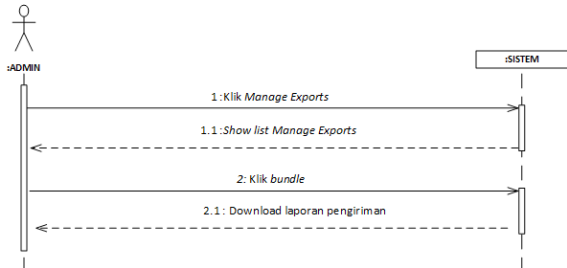 :ADMIN
:SISTEM
1:Klik Manage Exports
1.1:Show list Manage Exports
2: Klik bundle
2.1: Download laporan pengiriman